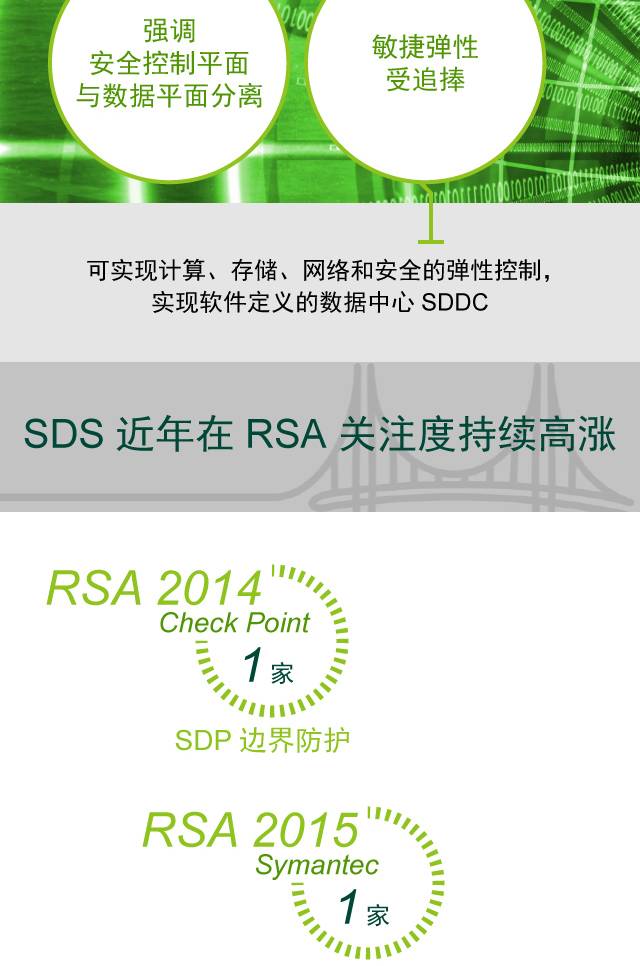 强调
安全控制平面
与数据平面分离
敏捷弹性
受追捧
可实现计算、存储、网络和安全的弹性控制，
实现软件定义的数据中心 SDDC
SDS 近年在 RSA 关注度持续高涨
RSA 2014
Check Point
1 家
SDP 边界防护
RSA 2015
Symantec
1 家